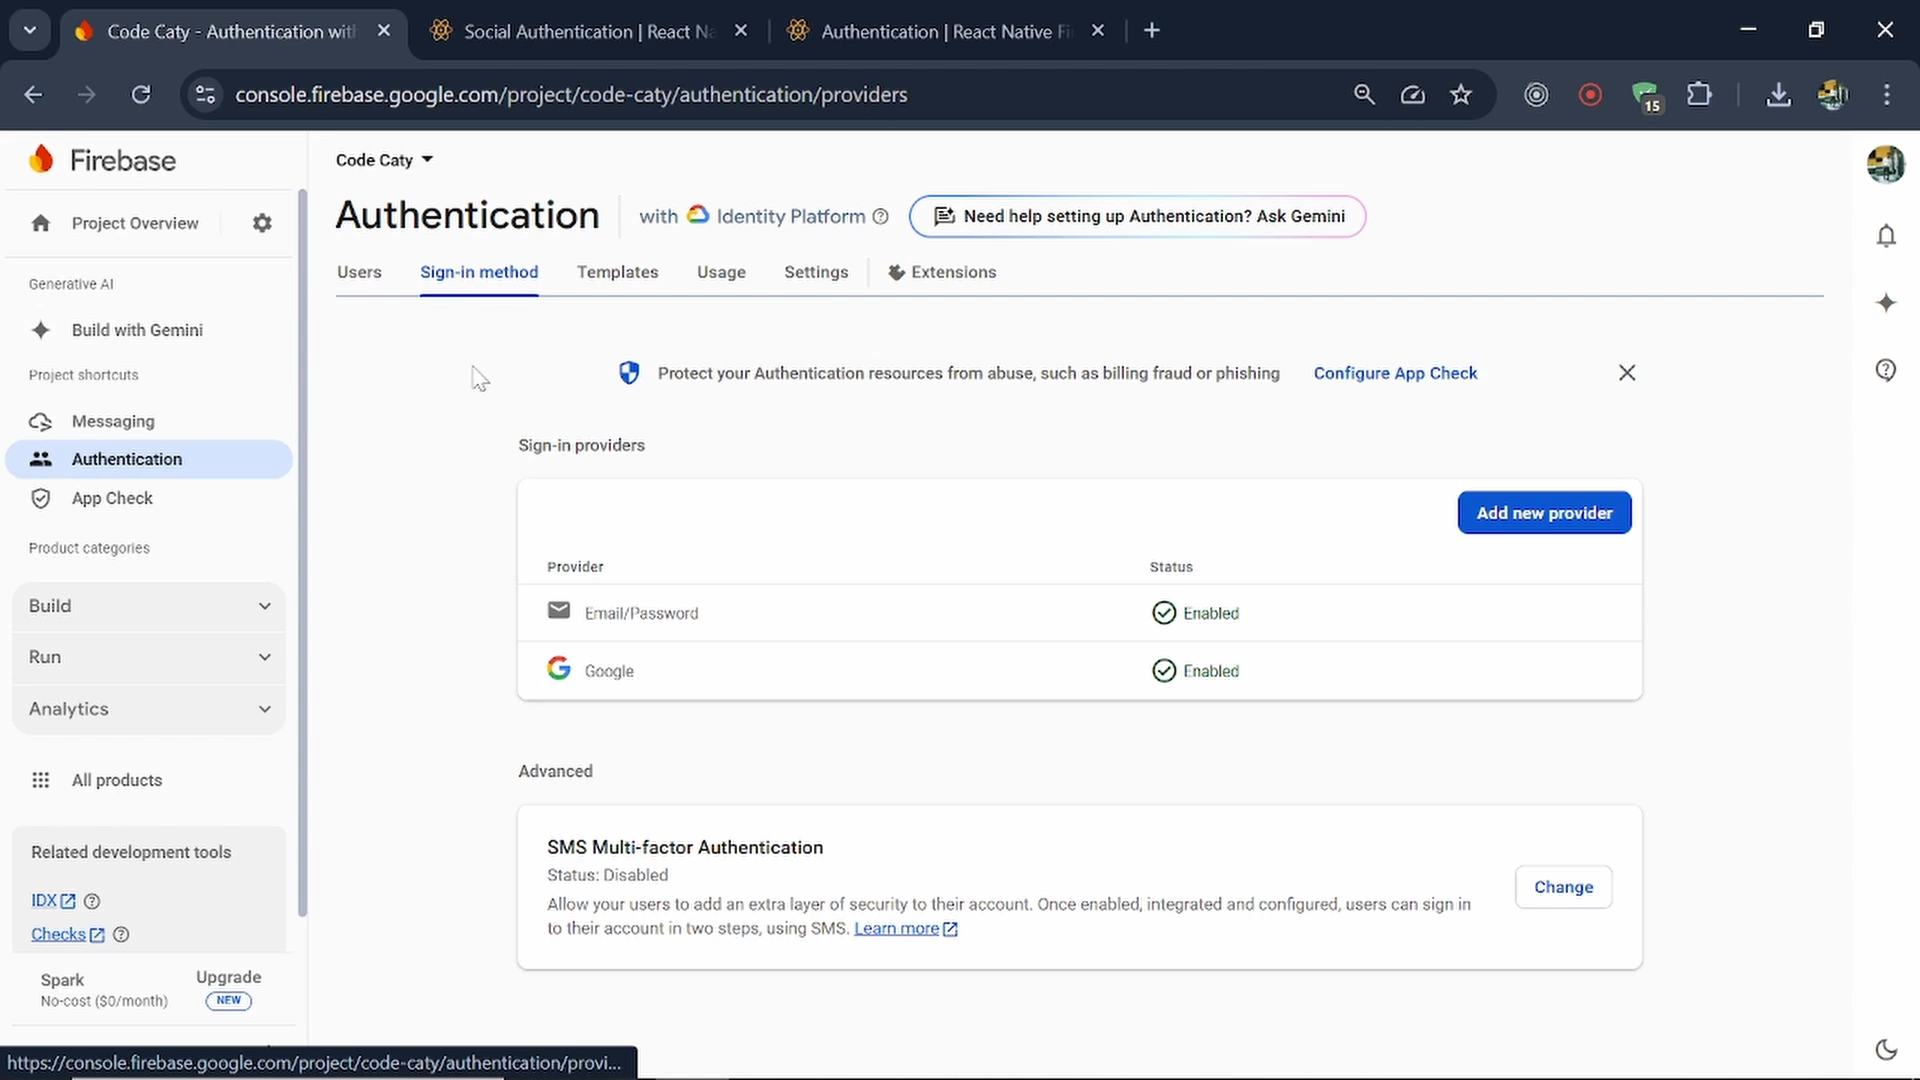 Code Caty - Authentication with
Social Authentication | React Na
Authentication | React Native Fi
console.firebase.google.com/project/code-caty/authentication/providers
15
Firebase
Code Caty
Project Overview
Authentication
with Identity Platform
Need help setting up Authentication? Ask Gemini
Users
Sign-in method
Templates
Usage
Settings
Extensions
Generative AI
Build with Gemini
Project shortcuts
Messaging
Authentication
App Check
Product categories
Build
Run
Analytics
All products
Related development tools
IDX
Checks
Spark
No-cost ($0/month)
Upgrade
NEW
Protect your Authentication resources from abuse, such as billing fraud or phishing
Configure App Check
Sign-in providers
Add new provider
Provider
Status
Email/Password
Enabled
Google
Enabled
Advanced
SMS Multi-factor Authentication
Status: Disabled
Allow your users to add an extra layer of security to their account. Once enabled, integrated and configured, users can sign in
to their account in two steps, using SMS. Learn more
Change
https://console.firebase.google.com/project/code-caty/authentication/provi...